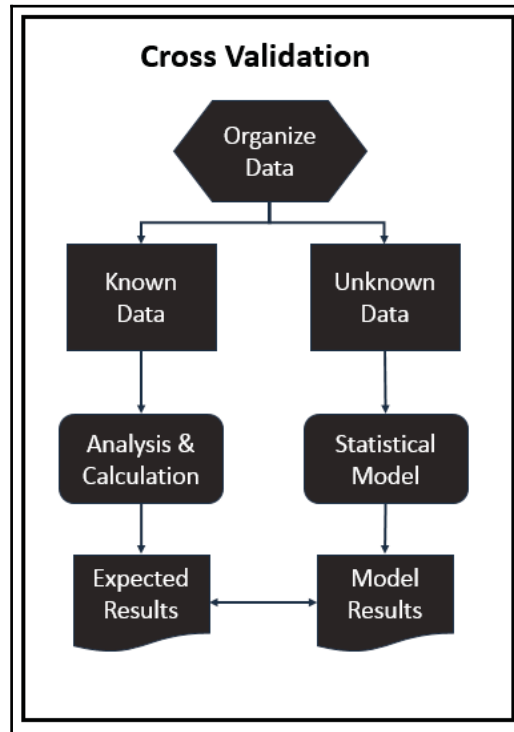 Cross Validation
Organize
Data
Known
Data
Unknown
Data
Analysis &
Calculation
Statistical
Model
Expected
Results
Model
Results